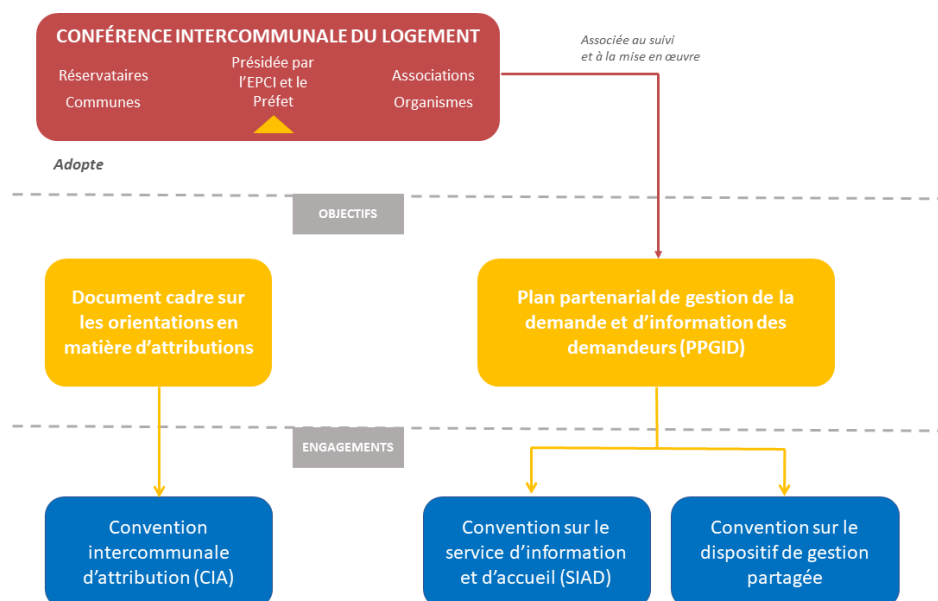 CONFÉRENCE INTERCOMMUNALE DU LOGEMENT
Réservataires
Communes
Présidée par
l'EPCI et le
Préfet
Associations
Organismes
Associée au suivi
et à la mise en œuvre
Adopte
OBJECTIFS
Document cadre sur
les orientations en
matière d'attributions
Plan partenarial de gestion de la
demande et d'information des
demandeurs (PPGID)
ENGAGEMENTS
Convention
intercommunale
d'attribution (CIA)
Convention sur le
service d'information
et d'accueil (SIAD)
Convention sur le
dispositif de gestion
partagée